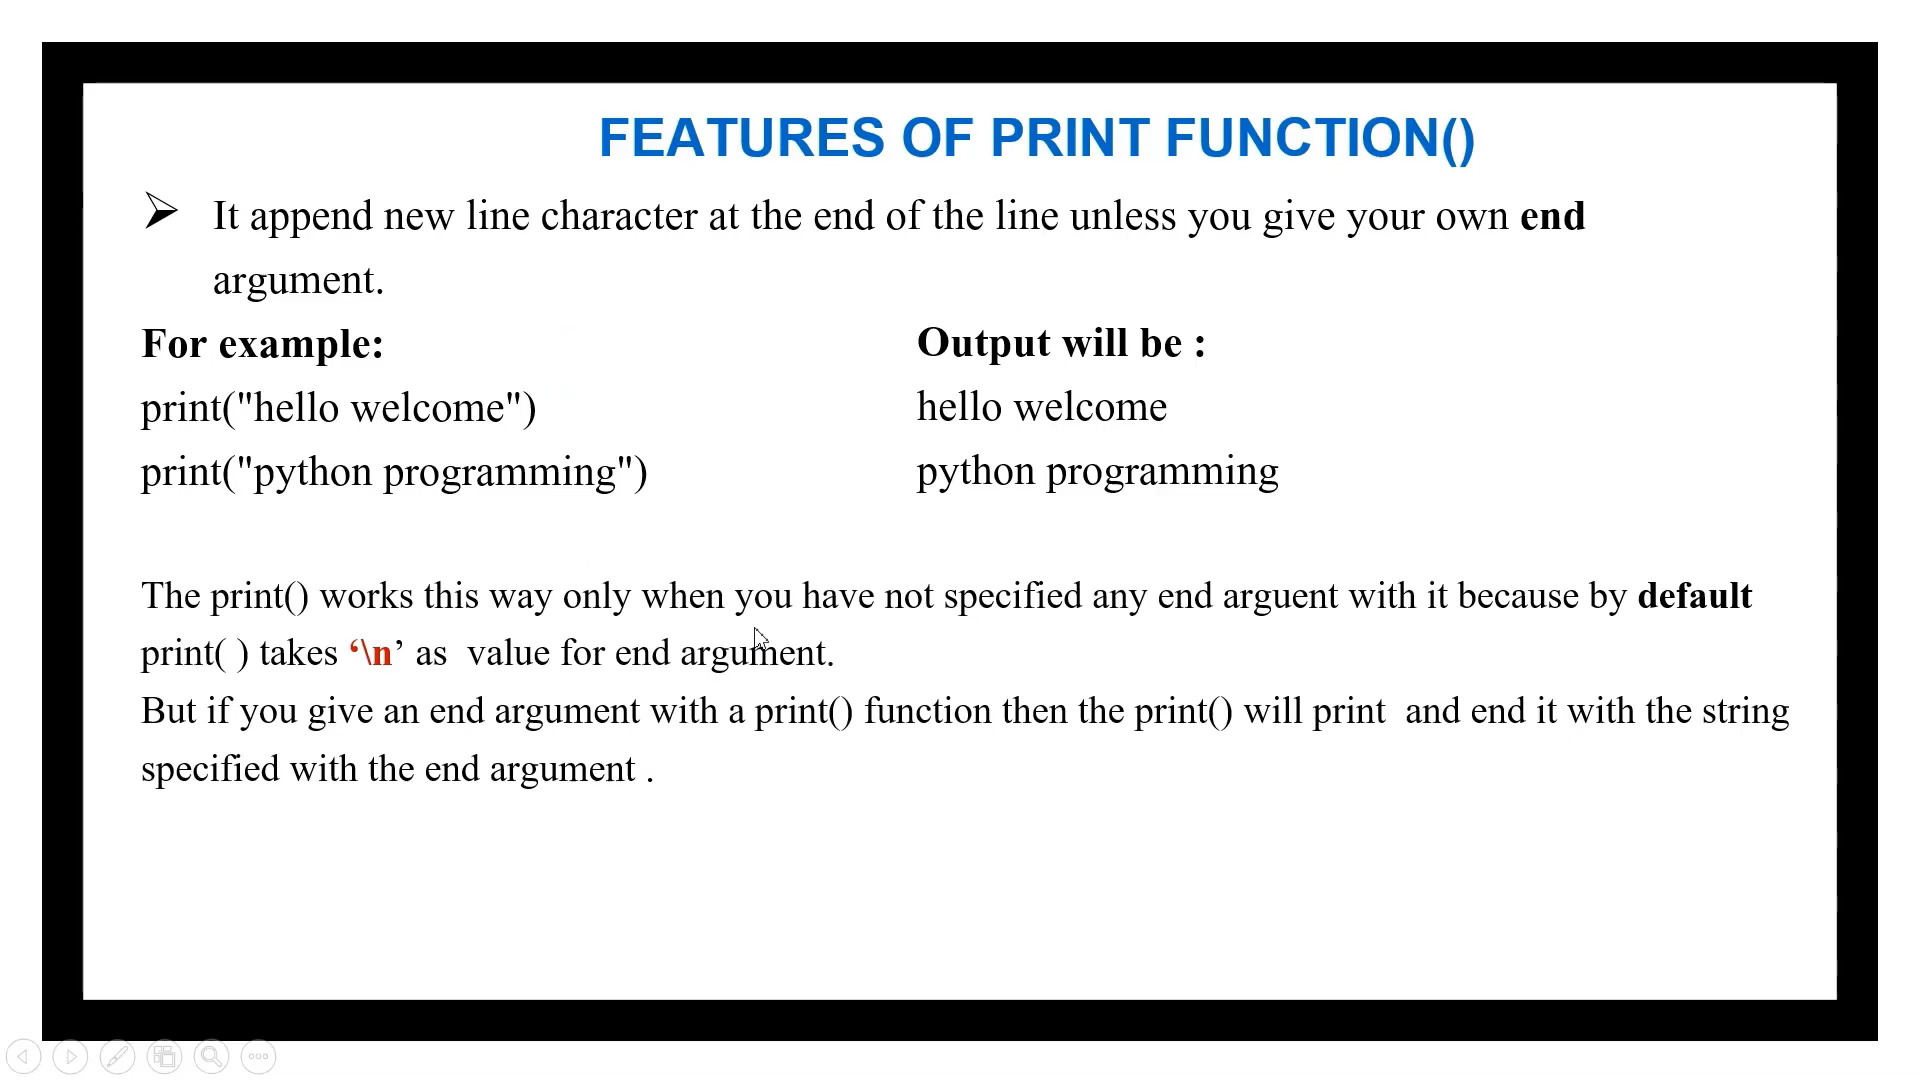 FEATURES OF PRINT FUNCTION()
➢ It append new line character at the end of the line unless you give your own end
argument.
For example:
print("hello welcome")
print("python programming")
Output will be :
hello welcome
python programming
The print() works this way only when you have not specified any end arguent with it because by default
print( ) takes ‘\n’ as  value for end argument.
But if you give an end argument with a print() function then the print() will print  and end it with the string
specified with the end argument .